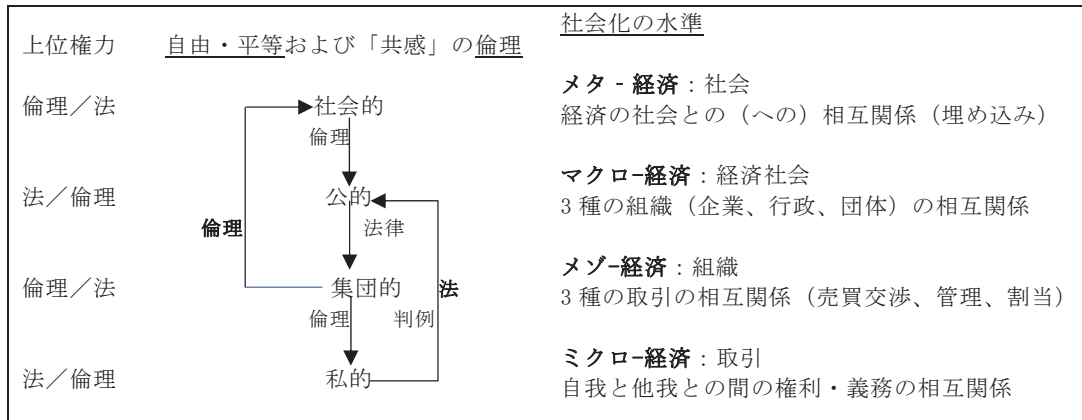 社会化の水準
上位権力 自由・平等および「共感」の倫理
メタ‐経済：社会
倫理／法 社会的
経済の社会との（への）相互関係（埋め込み）
倫理
マクロ−経済：経済社会
法／倫理 公的
3 種の組織（企業、行政、団体）の相互関係
倫理 法律
メゾ−経済：組織
倫理／法 集団的 法
3 種の取引の相互関係（売買交渉、管理、割当）
倫理 判例
ミクロ−経済：取引
法／倫理 私的
自我と他我との間の権利・義務の相互関係